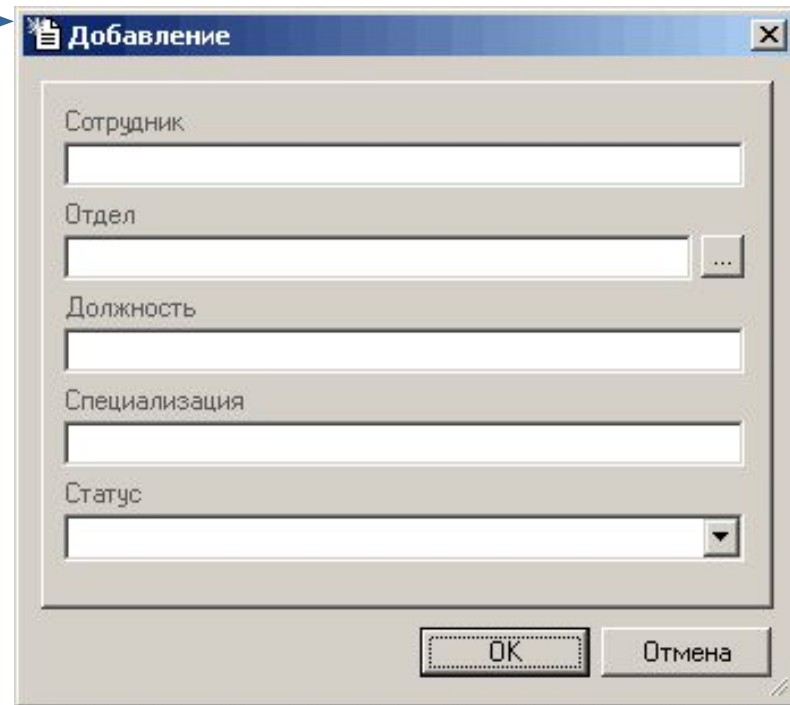 Добавление
Сотрудник
Отдел
...
Должность
Специализация
Статус
OK
Отмена